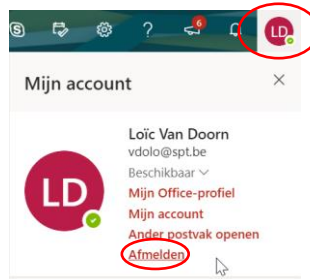 6
LD
Mijn account
Loïc Van Doorn
vdolo@spt.be
LD
Beschikbaar
Mijn Office-profiel
Mijn account
Ander postvak openen
Afmelden